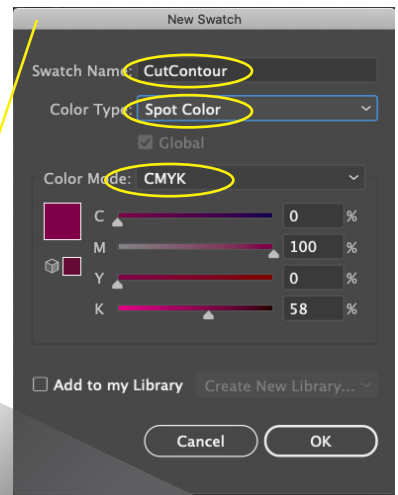 New Swatch
Swatch Name: CutContour
Color Type: Spot Color
Global
Color Mode: CMYK
C 0 %
M 100 %
Y 0 %
K 58 %
Add to my Library Create New Library...
Cancel OK